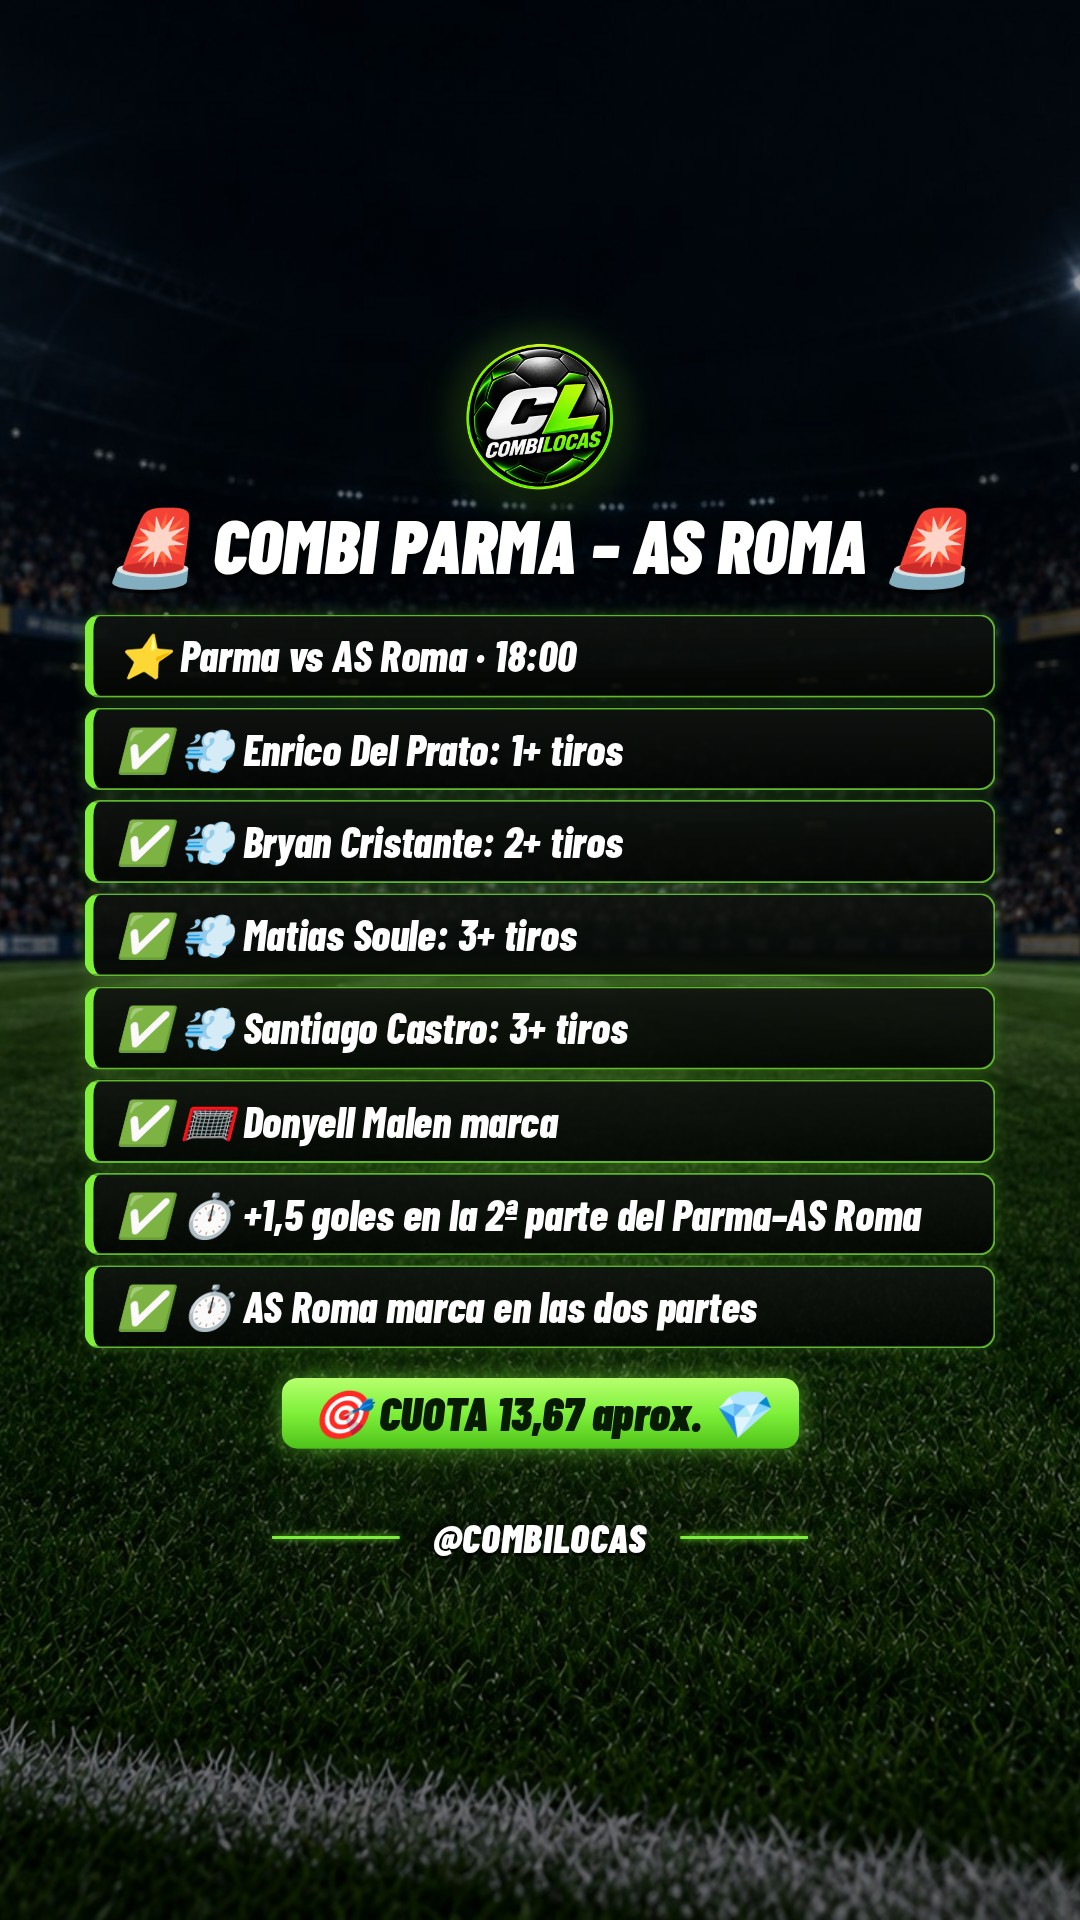 CL
COMBILOCAS
🚨 COMBI PARMA – AS ROMA 🚨
⭐ Parma vs AS Roma · 18:00
✅ 💨 Enrico Del Prato: 1+ tiros
✅ 💨 Bryan Cristante: 2+ tiros
✅ 💨 Matias Soule: 3+ tiros
✅ 💨 Santiago Castro: 3+ tiros
✅ 🥅 Donyell Malen marca
✅ ⏱️ +1,5 goles en la 2ª parte del Parma–AS Roma
✅ ⏱️ AS Roma marca en las dos partes
🎯 CUOTA 13,67 aprox. 💎
@COMBILOCAS